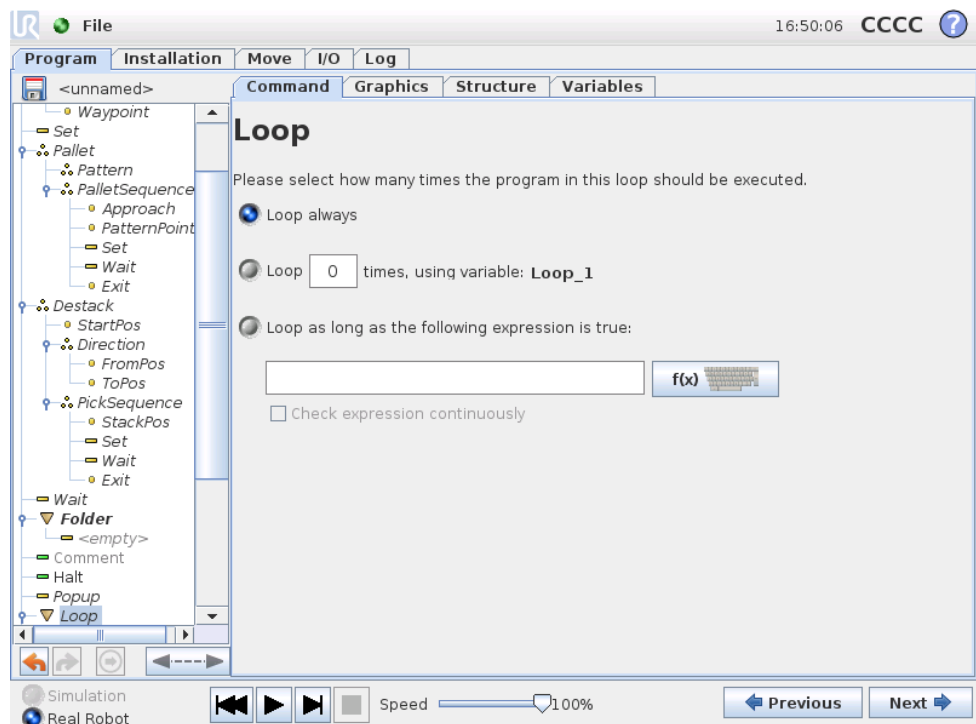 UR File 16:50:06 CCCC ?
Program Installation Move I/O Log
<unnamed> Command Graphics Structure Variables
Waypoint
Set
Pallet
Pattern
PalletSequence
Approach
PatternPoint
Set
Wait
Exit
Destack
StartPos
Direction
FromPos
ToPos
PickSequence
StackPos
Set
Wait
Exit
Wait
Folder
<empty>
Comment
Halt
Popup
Loop
Loop
Please select how many times the program in this loop should be executed.
Loop always
Loop 0 times, using variable: Loop_1
Loop as long as the following expression is true:
f(x)
Check expression continuously
Simulation
Real Robot
Speed 100%
Previous Next